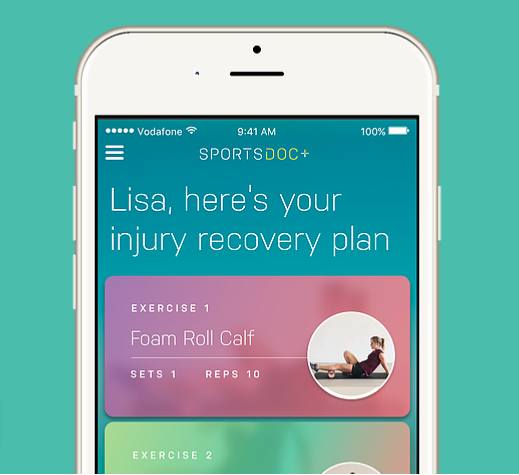 Vodafone 9:41 AM 100%
SPORTSDOC+
Lisa, here's your
injury recovery plan
EXERCISE 1
Foam Roll Calf
SETS 1 REPS 10
EXERCISE 2